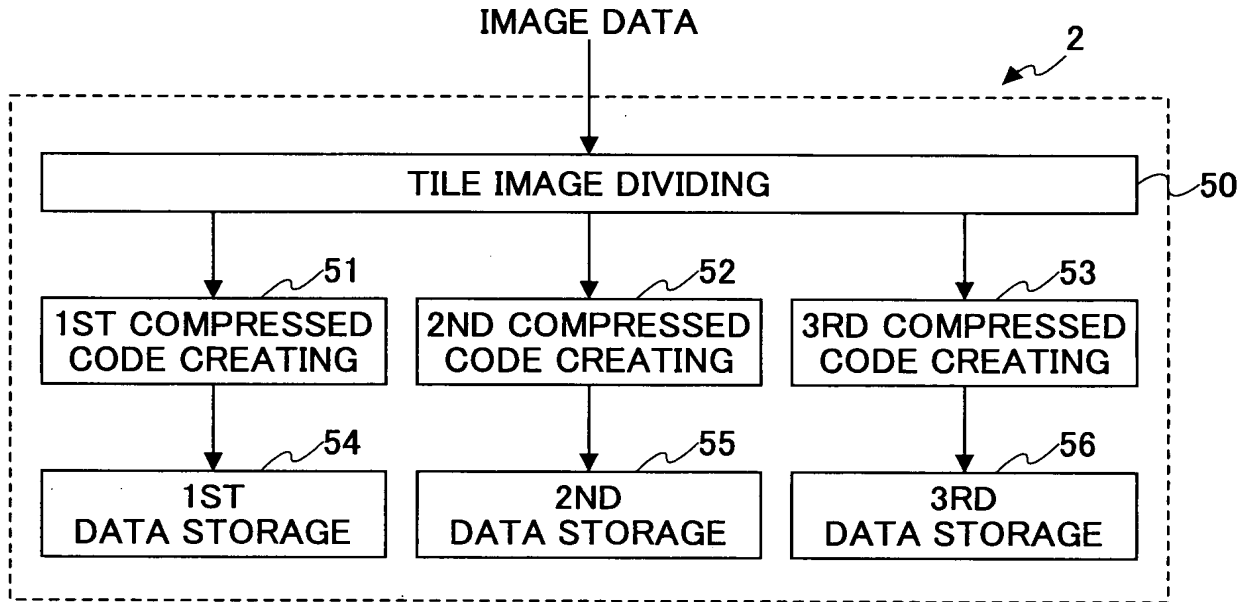 IMAGE DATA
2
TILE IMAGE DIVIDING
50
51
52
53
1ST COMPRESSED
CODE CREATING
2ND COMPRESSED
CODE CREATING
3RD COMPRESSED
CODE CREATING
54
55
56
1ST
DATA STORAGE
2ND
DATA STORAGE
3RD
DATA STORAGE